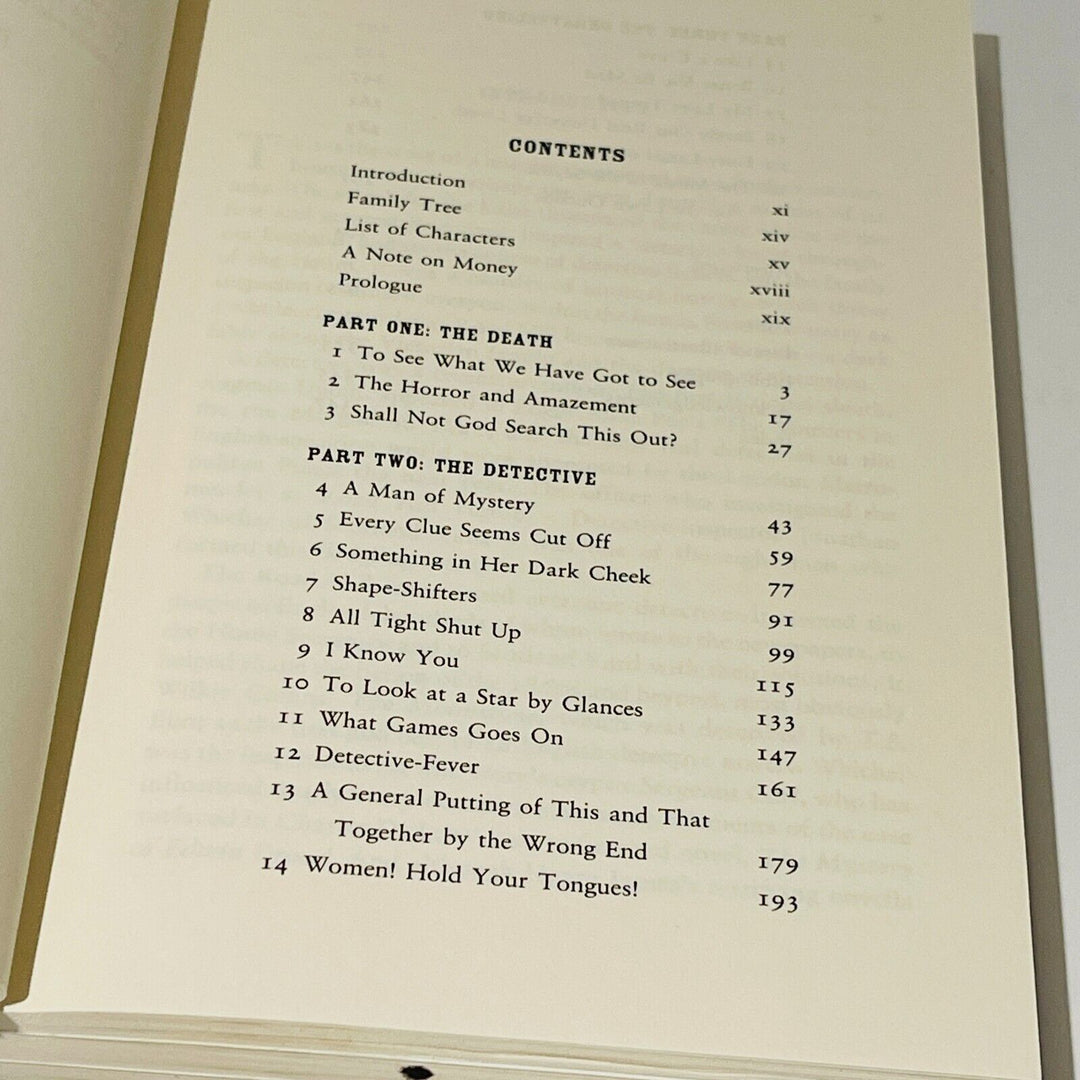 CONTENTS
Introduction xi
Family Tree xiv
List of Characters xv
A Note on Money xviii
Prologue xix
PART ONE: THE DEATH
1 To See What We Have Got to See 3
2 The Horror and Amazement 17
3 Shall Not God Search This Out? 27
PART TWO: THE DETECTIVE
4 A Man of Mystery 43
5 Every Clue Seems Cut Off 59
6 Something in Her Dark Cheek 77
7 Shape-Shifters 91
8 All Tight Shut Up 99
9 I Know You 115
10 To Look at a Star by Glances 133
11 What Games Goes On 147
12 Detective-Fever 161
13 A General Putting of This and That
Together by the Wrong End 179
14 Women! Hold Your Tongues! 193